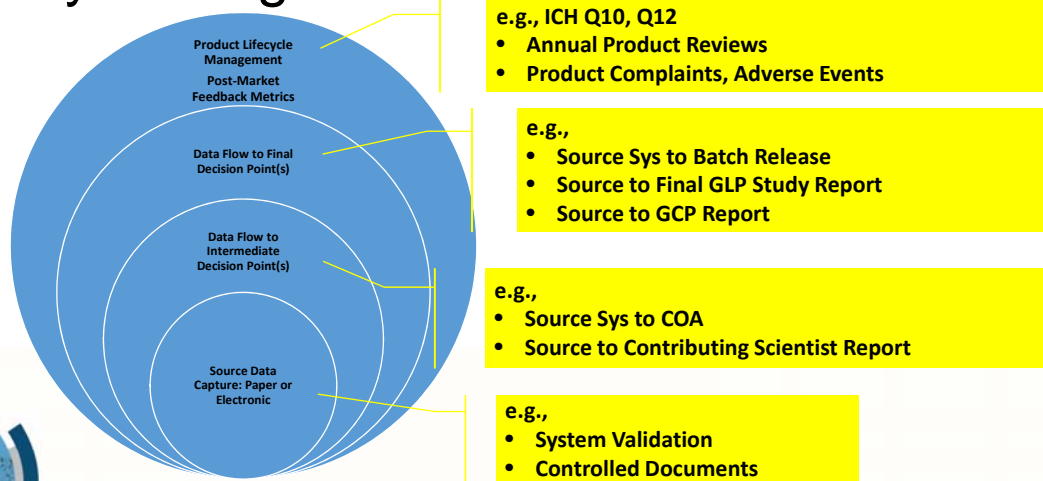 Product Lifecycle
Management
Post-Market
Feedback Metrics
Data Flow to Final
Decision Point(s)
Data Flow to
Intermediate
Decision Point(s)
Source Data
Capture: Paper or
Electronic
e.g., ICH Q10, Q12
• Annual Product Reviews
• Product Complaints, Adverse Events
e.g.,
• Source Sys to Batch Release
• Source to Final GLP Study Report
• Source to GCP Report
e.g.,
• Source Sys to COA
• Source to Contributing Scientist Report
e.g.,
• System Validation
• Controlled Documents